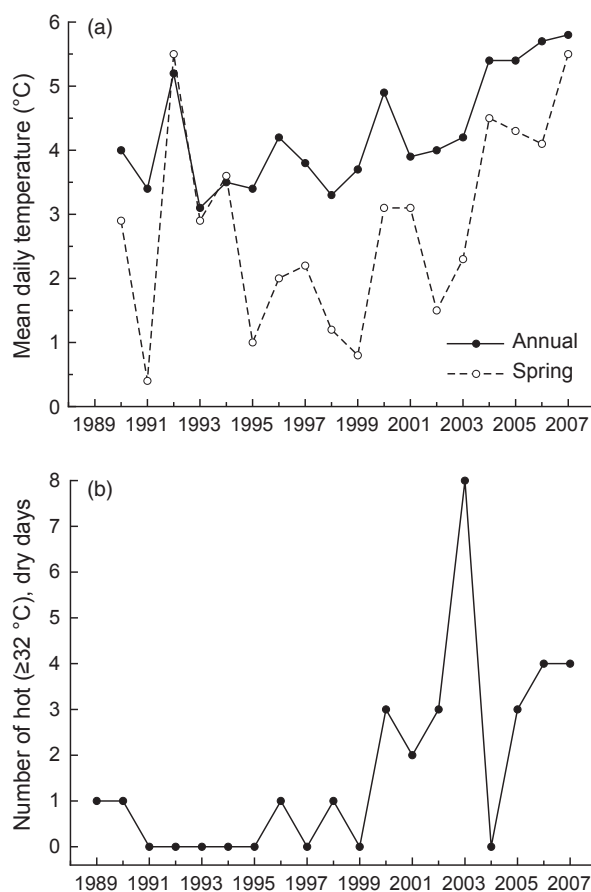 (a)
Mean daily temperature (°C)
6
5
4
3
2
1
0
Annual
Spring
1989 1991 1993 1995 1997 1999 2001 2003 2005 2007
(b)
Number of hot (≥32 °C), dry days
8
7
6
5
4
3
2
1
0
1989 1991 1993 1995 1997 1999 2001 2003 2005 2007